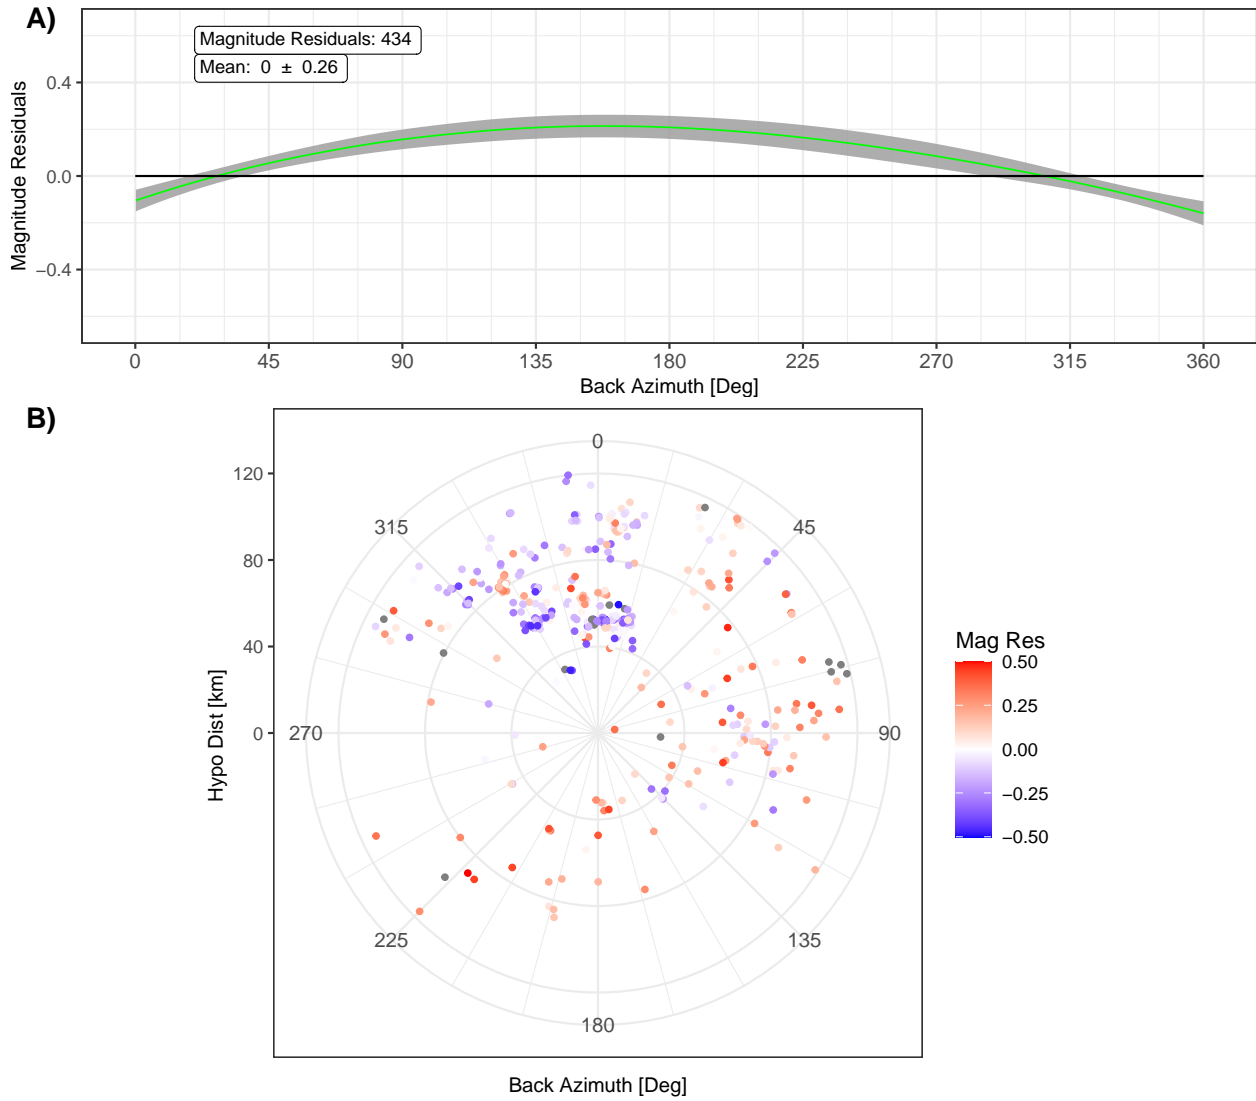 A)
Magnitude Residuals: 434
Mean:  0  ±  0.26
Magnitude Residuals
0.4
0.0
−0.4
0 45 90 135 180 225 270 315 360
Back Azimuth [Deg]
B)
Hypo Dist [km]
120
80
40
0
0
45
90
135
180
225
270
315
Back Azimuth [Deg]
Mag Res
0.50
0.25
0.00
−0.25
−0.50